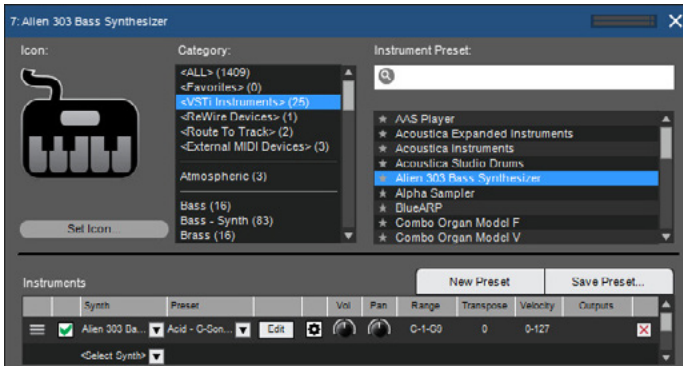 7: Alien 303 Bass Synthesizer
Icon:
Category:
Instrument Preset:
<ALL> (1409)
<Favorites> (0)
<VSTi Instruments> (25)
<ReWire Devices> (1)
<Route To Track> (2)
<External MIDI Devices> (3)
Atmospheric (3)
Bass (16)
Bass - Synth (83)
Brass (16)
AAS Player
Acoustica Expanded Instruments
Acoustica Instruments
Acoustica Studio Drums
Alien 303 Bass Synthesizer
Alpha Sampler
BlueARP
Combo Organ Model F
Combo Organ Model V
Set Icon...
Instruments
New Preset
Save Preset...
Synth Preset Vol Pan Range Transpose Velocity Outputs
Alien 303 Ba... Acid - G-Son... Edit C-1-G9 0 0-127
<Select Synth>